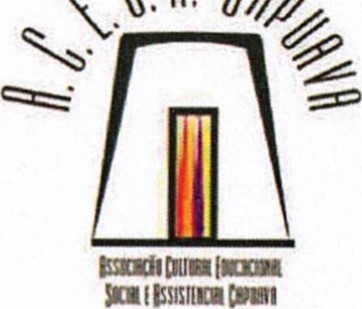 A.C.E.S.A. CAPUAVA
Associação Cultural Educacional
Social e Assistencial Capuava